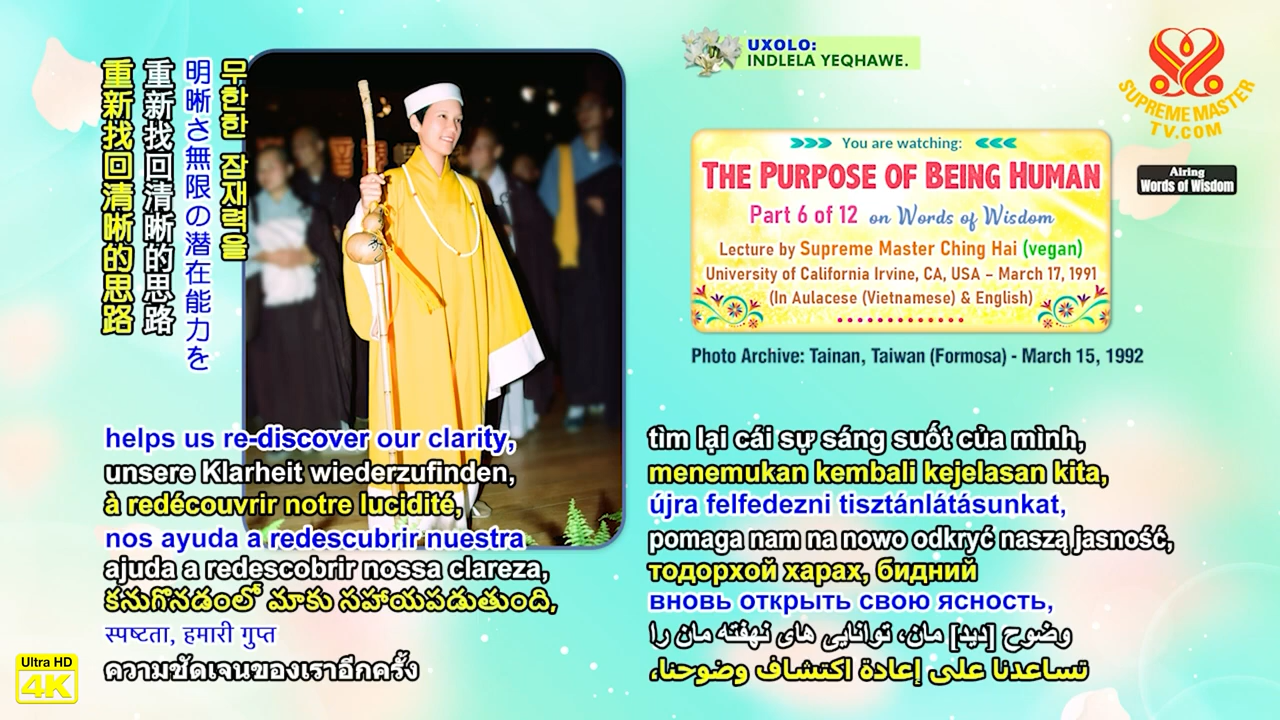 重新找回清晰的思路
重新找回清晰的思路
明晰さ無限の潜在能力を
무한한 잠재력을
UXOLO:
INDLELA YEQHAWE.
SUPREME MASTER
TV.COM
You are watching:
THE PURPOSE OF BEING HUMAN
Part 6 of 12 on Words of Wisdom
Lecture by Supreme Master Ching Hai (vegan)
University of California Irvine, CA, USA – March 17, 1991
(In Aulacese (Vietnamese) & English)
Airing
Words of Wisdom
Photo Archive: Tainan, Taiwan (Formosa) - March 15, 1992
helps us re-discover our clarity,
unsere Klarheit wiederzufinden,
à redécouvrir notre lucidité,
nos ayuda a redescubrir nuestra
ajuda a redescobrir nossa clareza,
కనుగొనడంలో మాకు సహాయపడుతుంది,
स्पष्टता, हमारी गुप्त
ความชัดเจนของเราอีกครั้ง
tìm lại cái sự sáng suốt của mình,
menemukan kembali kejelasan kita,
újra felfedezni tisztánlátásunkat,
pomaga nam na nowo odkryć naszą jasność,
тодорхой харах, бидний
вновь открыть свою ясность,
وضوح [دید] مان، توانایی های نهفته مان را
تساعدنا على إعادة اكتشاف وضوحنا،
Ultra HD
4K